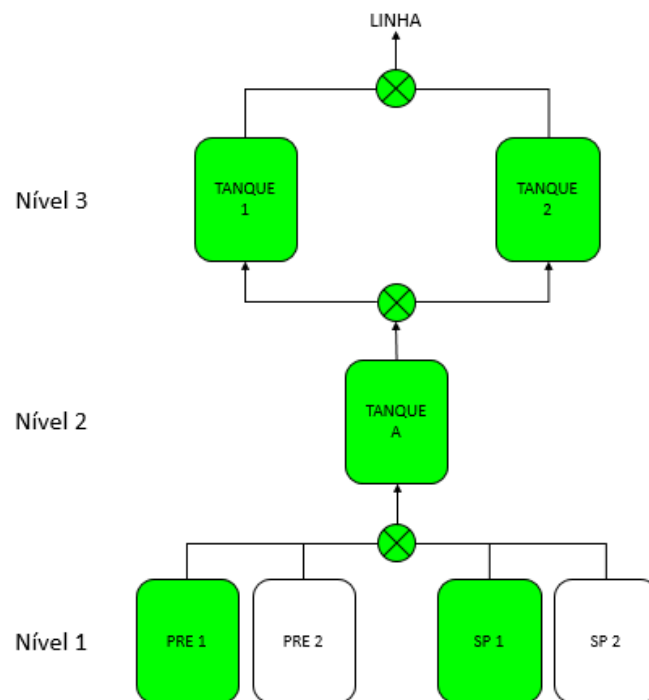 LINHA
Nível 3
TANQUE
1
TANQUE
2
Nível 2
TANQUE
A
Nível 1
PRE 1
PRE 2
SP 1
SP 2